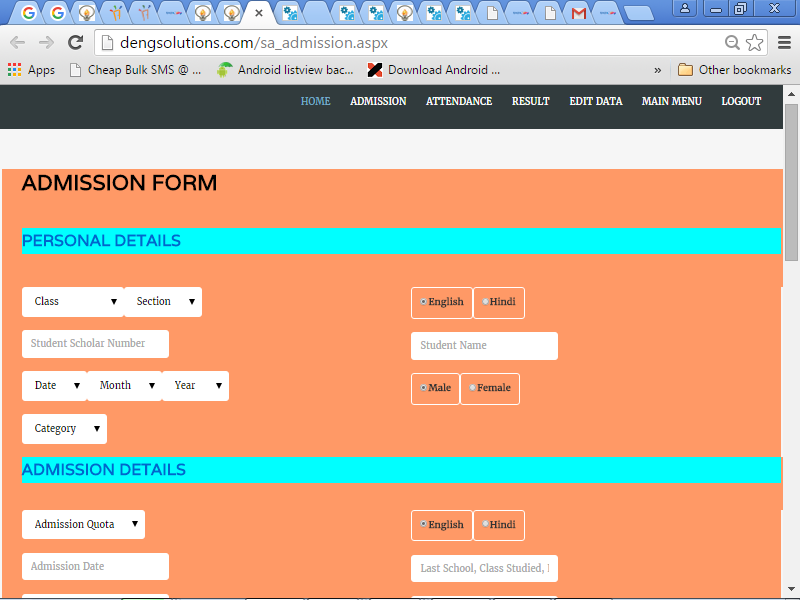 dengsolutions.com/sa_admission.aspx
Apps Cheap Bulk SMS @ ... Android listview bac... Download Android ... » Other bookmarks
HOME ADMISSION ATTENDANCE RESULT EDIT DATA MAIN MENU LOGOUT
ADMISSION FORM
PERSONAL DETAILS
Class Section English Hindi
Student Scholar Number Student Name
Date Month Year Male Female
Category
ADMISSION DETAILS
Admission Quota English Hindi
Admission Date Last School, Class Studied,